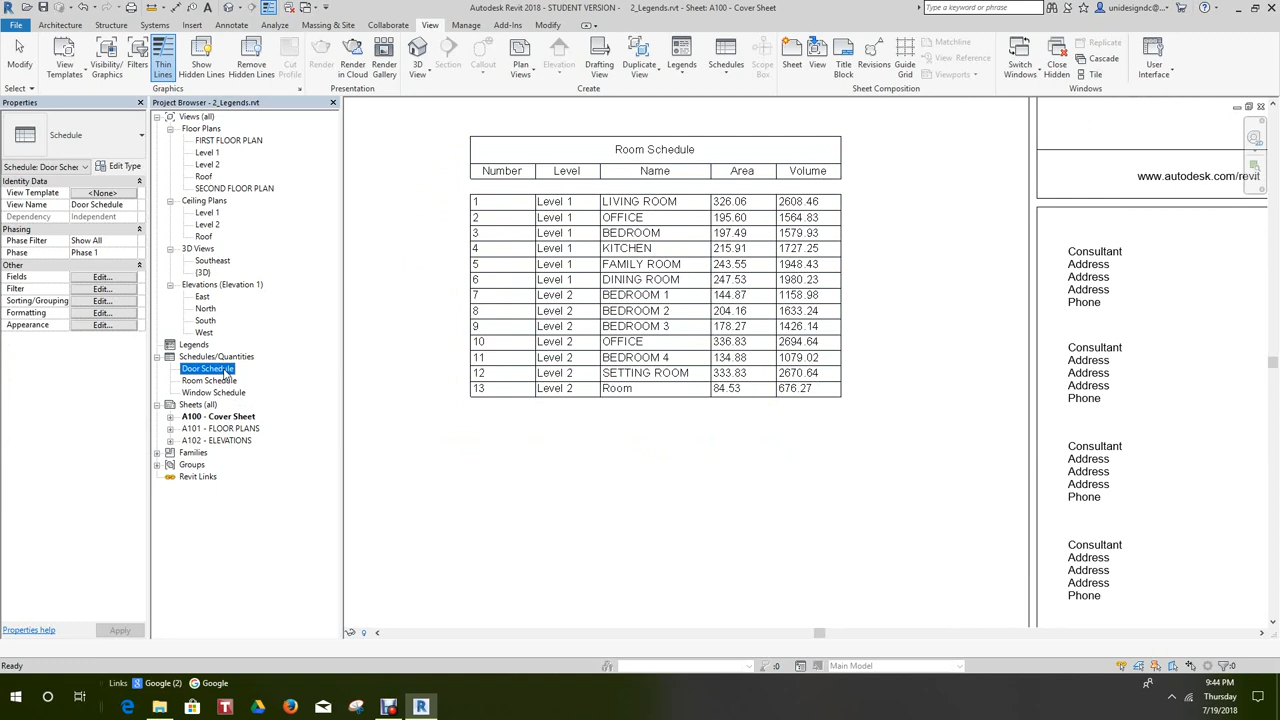 Autodesk Revit 2018 - STUDENT VERSION - 2_Legends.rvt - Sheet: A100 - Cover Sheet
Type a keyword or phrase
unidesigndc@...
File Architecture Structure Systems Insert Annotate Analyze Massing & Site Collaborate View Manage Add-Ins Modify
Modify
View Templates
Visibility/ Graphics
Filters
Thin Lines
Show Hidden Lines
Remove Hidden Lines
Cut Profile
Render
Render in Cloud
Render Gallery
3D View
Section
Callout
Plan Views
Elevation
Drafting View
Duplicate View
Legends
Schedules
Scope Box
Sheet
View
Title Block
Revisions
Guide Grid
Matchline
View Reference
Viewports
Switch Windows
Close Hidden
Replicate
Cascade
Tile
User Interface
Select Graphics Presentation Create Sheet Composition Windows
Properties
Schedule
Schedule: Door Scher
Edit Type
Identity Data
View Template <None>
View Name Door Schedule
Dependency Independent
Phasing
Phase Filter Show All
Phase Phase 1
Other
Fields Edit...
Filter Edit...
Sorting/Grouping Edit...
Formatting Edit...
Appearance Edit...
Properties help
Apply
Project Browser - 2_Legends.rvt
Views (all)
Floor Plans
FIRST FLOOR PLAN
Level 1
Level 2
Roof
SECOND FLOOR PLAN
Ceiling Plans
Level 1
Level 2
Roof
3D Views
Southeast
{3D}
Elevations (Elevation 1)
East
North
South
West
Legends
Schedules/Quantities
Door Schedule
Room Schedule
Window Schedule
Sheets (all)
A100 - Cover Sheet
A101 - FLOOR PLANS
A102 - ELEVATIONS
Families
Groups
Revit Links
Room Schedule
Number Level Name Area Volume
1 Level 1 LIVING ROOM 326.06 2608.46
2 Level 1 OFFICE 195.60 1564.83
3 Level 1 BEDROOM 197.49 1579.93
4 Level 1 KITCHEN 215.91 1727.25
5 Level 1 FAMILY ROOM 243.55 1948.43
6 Level 1 DINING ROOM 247.53 1980.23
7 Level 2 BEDROOM 1 144.87 1158.98
8 Level 2 BEDROOM 2 204.16 1633.24
9 Level 2 BEDROOM 3 178.27 1426.14
10 Level 2 OFFICE 336.83 2694.64
11 Level 2 BEDROOM 4 134.88 1079.02
12 Level 2 SETTING ROOM 333.83 2670.64
13 Level 2 Room 84.53 676.27
www.autodesk.com/revit
Consultant
Address
Address
Address
Phone
Consultant
Address
Address
Address
Phone
Consultant
Address
Address
Address
Phone
Consultant
Address
Address
Address
Phone
Ready
:0
Main Model
:0
Links Google (2) Google
9:44 PM
Thursday
7/19/2018